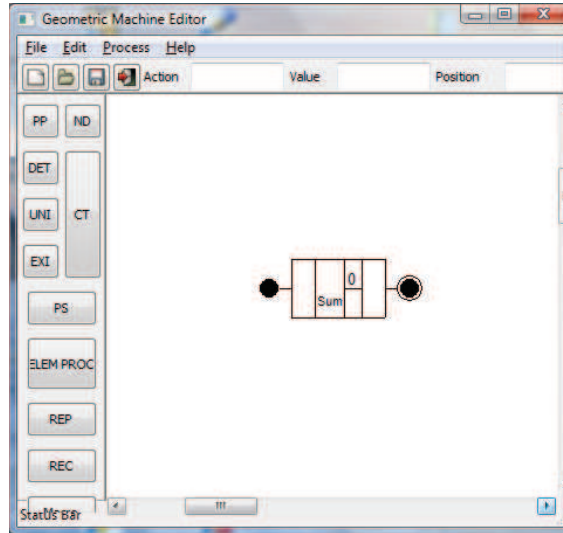 Geometric Machine Editor
File Edit Process Help
Action Value Position
PP ND
DET
UNI CT
EXI
PS
ELEM PROC
REP
REC
Status Bar
0
Sum